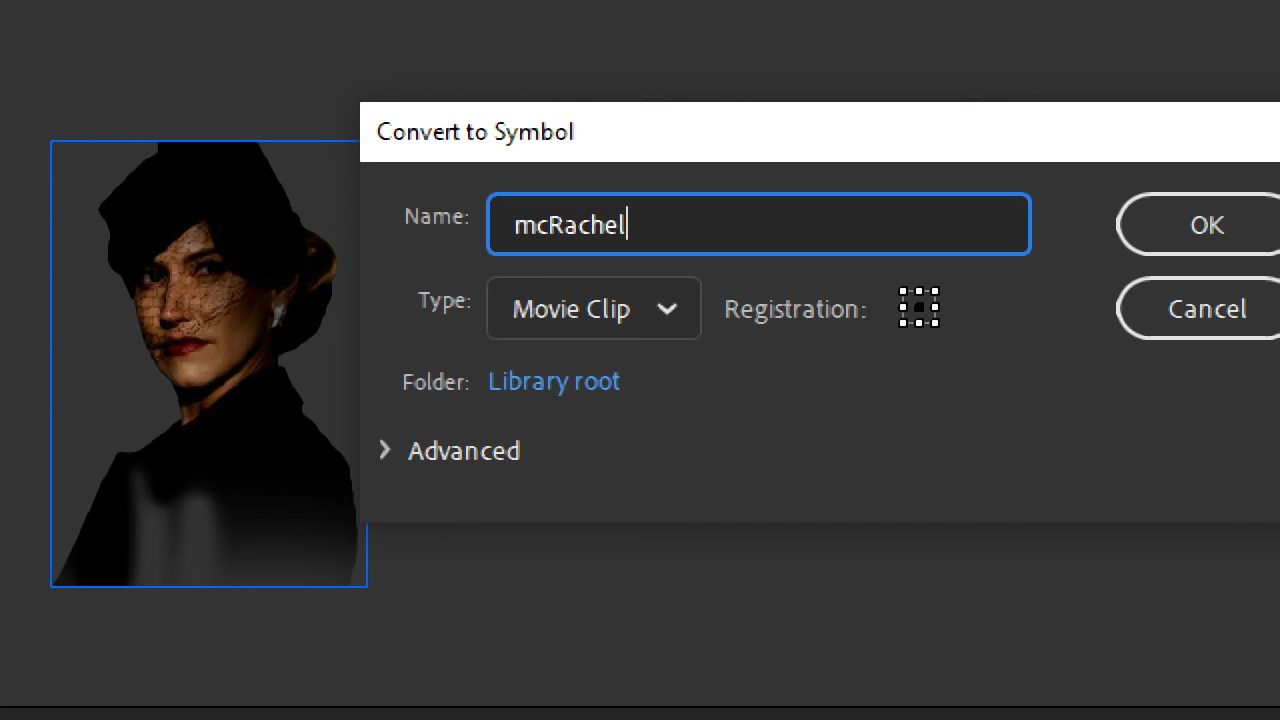 Convert to Symbol
Name: mcRachel
OK
Type: Movie Clip Registration:
Cancel
Folder: Library root
Advanced